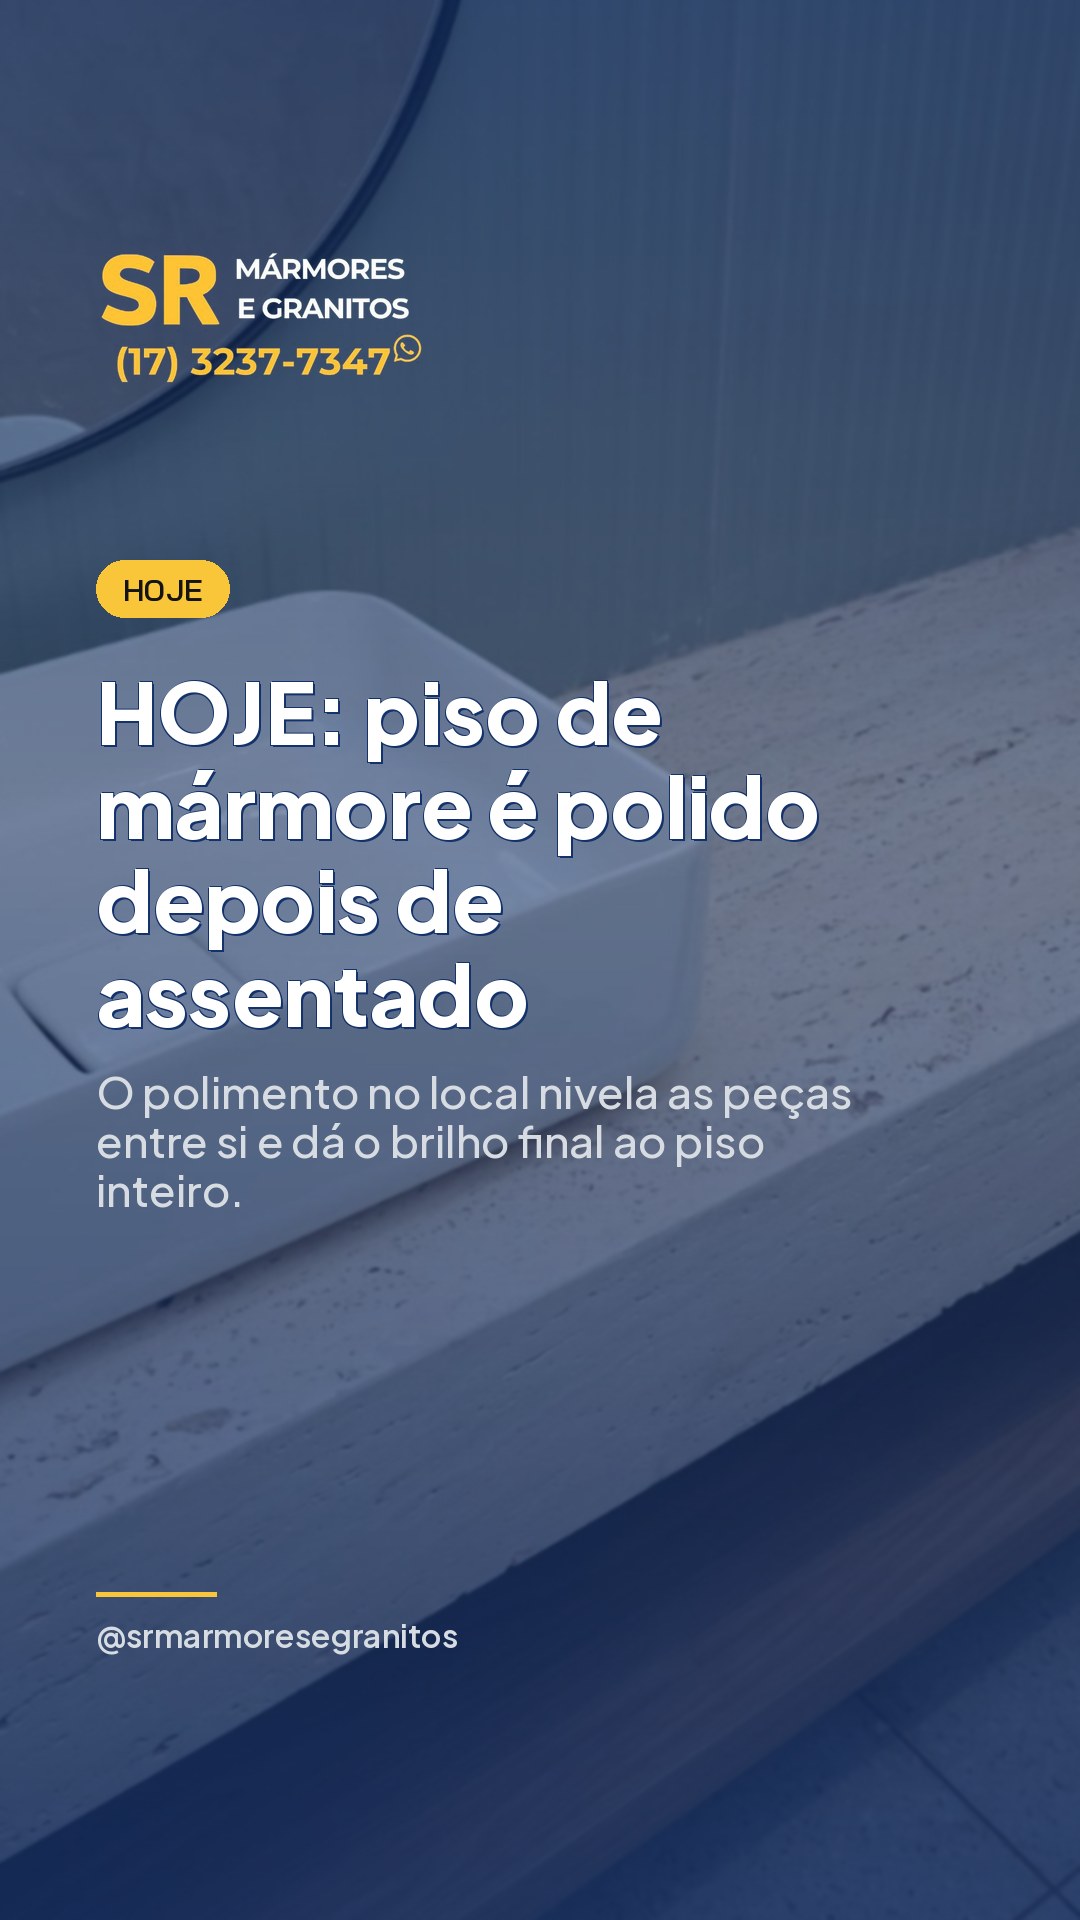 SR MÁRMORES
E GRANITOS
(17) 3237-7347
HOJE
HOJE: piso de
mármore é polido
depois de
assentado
O polimento no local nivela as peças
entre si e dá o brilho final ao piso
inteiro.
@srmarmoresegranitos